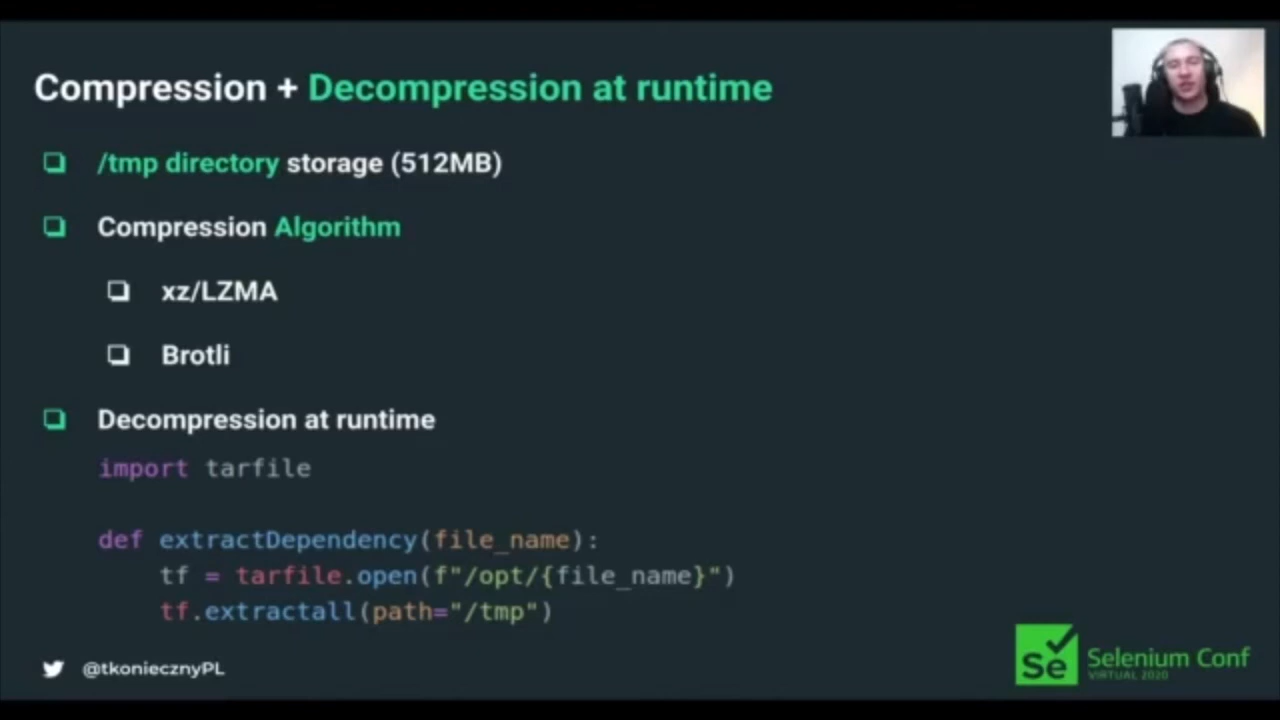 Compression + Decompression at runtime
/tmp directory storage (512MB)
Compression Algorithm
xz/LZMA
Brotli
Decompression at runtime
import tarfile
def extractDependency(file_name):
    tf = tarfile.open(f"/opt/{file_name}")
    tf.extractall(path="/tmp")
@tkoniecznyPL
Se
Selenium Conf
VIRTUAL 2020